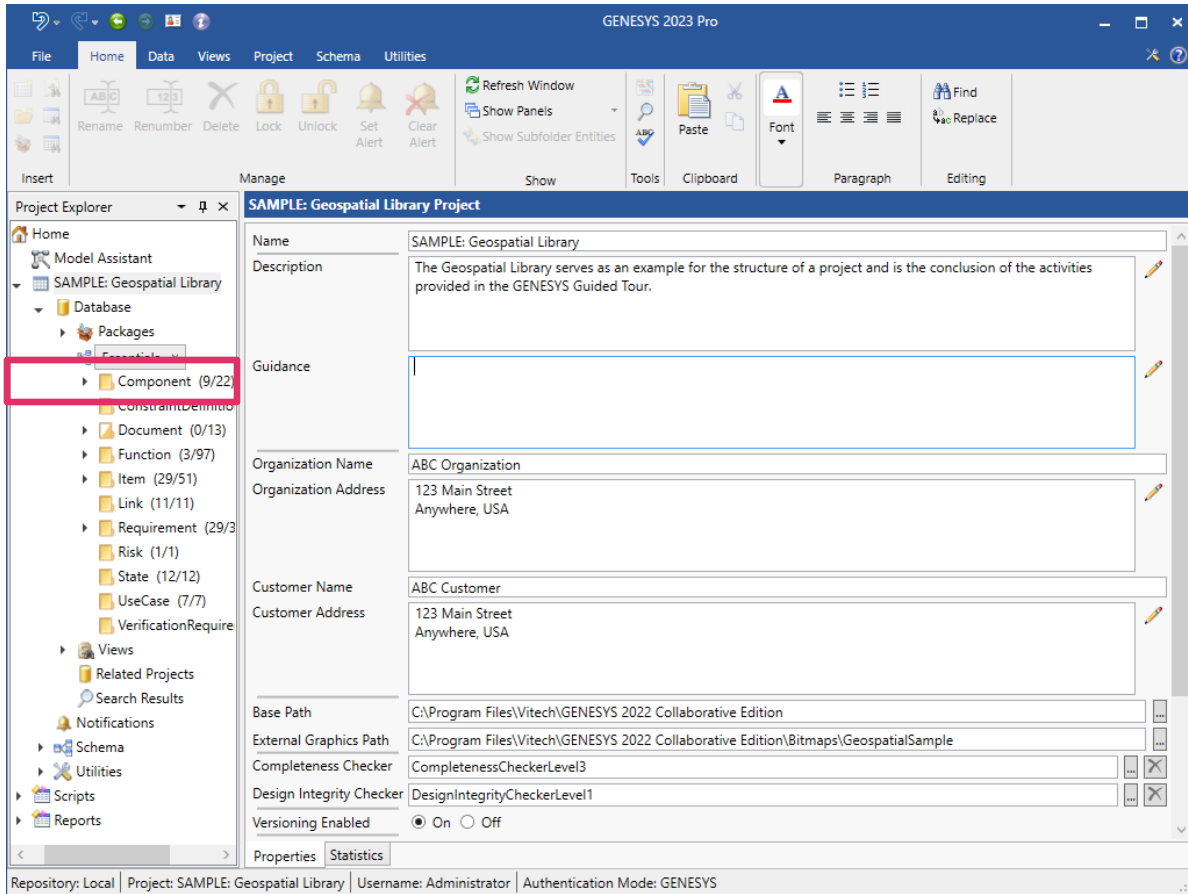 GENESYS 2023 Pro
File Home Data Views Project Schema Utilities
Rename Renumber Delete Lock Unlock Set Alert Clear Alert
Refresh Window
Show Panels
Show Subfolder Entities
Paste
Font
Find
Replace
Insert Manage Show Tools Clipboard Paragraph Editing
Project Explorer
SAMPLE: Geospatial Library Project
Home
Model Assistant
SAMPLE: Geospatial Library
Database
Packages
Essentials
Component (9/22)
ConstraintDefinitio
Document (0/13)
Function (3/97)
Item (29/51)
Link (11/11)
Requirement (29/3
Risk (1/1)
State (12/12)
UseCase (7/7)
VerificationRequire
Views
Related Projects
Search Results
Notifications
Schema
Utilities
Scripts
Reports
Name SAMPLE: Geospatial Library
Description The Geospatial Library serves as an example for the structure of a project and is the conclusion of the activities
provided in the GENESYS Guided Tour.
Guidance
Organization Name ABC Organization
Organization Address 123 Main Street
Anywhere, USA
Customer Name ABC Customer
Customer Address 123 Main Street
Anywhere, USA
Base Path C:\Program Files\Vitech\GENESYS 2022 Collaborative Edition
External Graphics Path C:\Program Files\Vitech\GENESYS 2022 Collaborative Edition\Bitmaps\GeospatialSample
Completeness Checker CompletenessCheckerLevel3
Design Integrity Checker DesignIntegrityCheckerLevel1
Versioning Enabled On Off
Properties Statistics
Repository: Local Project: SAMPLE: Geospatial Library Username: Administrator Authentication Mode: GENESYS